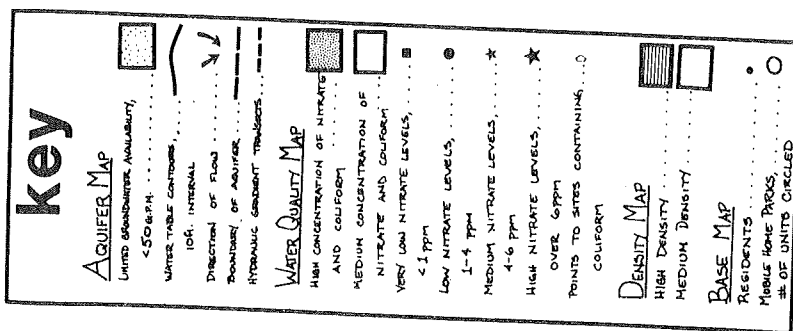 key
AQUIFER MAP
LIMITED GROUNDWATER AVAILABILITY,
<50 G.P.M. . . . . . . . . .
WATER TABLE CONTOURS, . . .
10ft. INTERVAL
DIRECTION OF FLOW . . . . .
BOUNDARY OF AQUIFER . . . .
HYDRAULIC GRADIENT TRANSECTS . .
WATER QUALITY MAP
HIGH CONCENTRATION OF NITRATE
AND COLIFORM . . . . . .
MEDIUM CONCENTRATION OF
NITRATE AND COLIFORM
VERY LOW NITRATE LEVELS, . . . .
<1 ppm
LOW NITRATE LEVELS, . . . . . .
1-4 ppm
MEDIUM NITRATE LEVELS, . . . .
4-6 ppm
HIGH NITRATE LEVELS, . . . . . .
OVER 6ppm
POINTS TO SITES CONTAINING, . . .
COLIFORM
DENSITY MAP
HIGH DENSITY . . . . . . . .
MEDIUM DENSITY . . . . . . .
BASE MAP
RESIDENTS . . . . . . . . .
MOBILE HOME PARKS, . . . . .
# OF UNITS CIRCLED